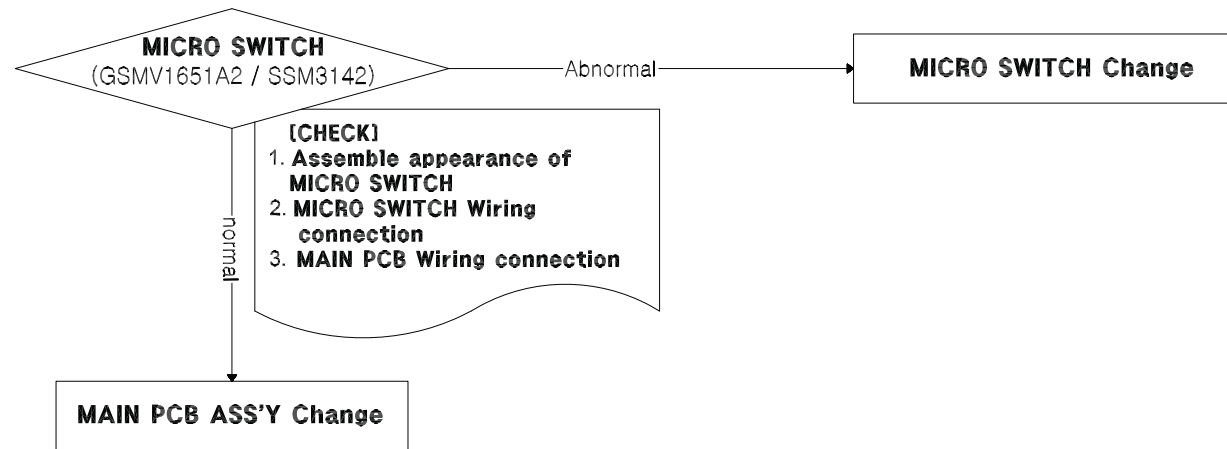 MICRO SWITCH
(GSMV1651A2 / SSM3142)
Abnormal
MICRO SWITCH Change
[CHECK]
1. Assemble appearance of
MICRO SWITCH
2. MICRO SWITCH Wiring
connection
3. MAIN PCB Wiring connection
normal
MAIN PCB ASS'Y Change